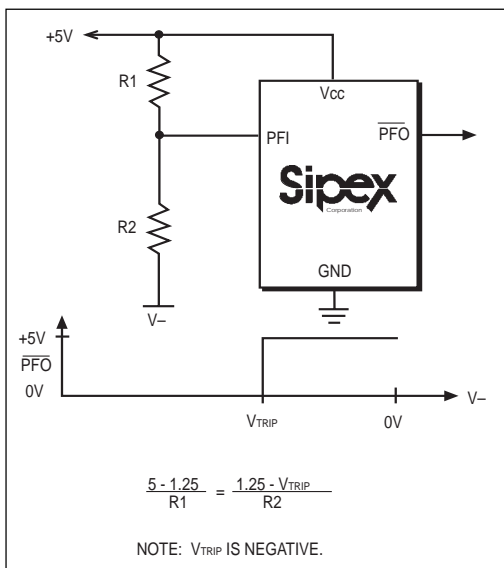 +5V
R1
Vcc
PFI
PFO
Sipex
Corporation
R2
GND
V–
+5V
PFO
0V
VTRIP
0V
V–
5 - 1.25 = 1.25 - VTRIP
R1 R2
NOTE: VTRIP IS NEGATIVE.